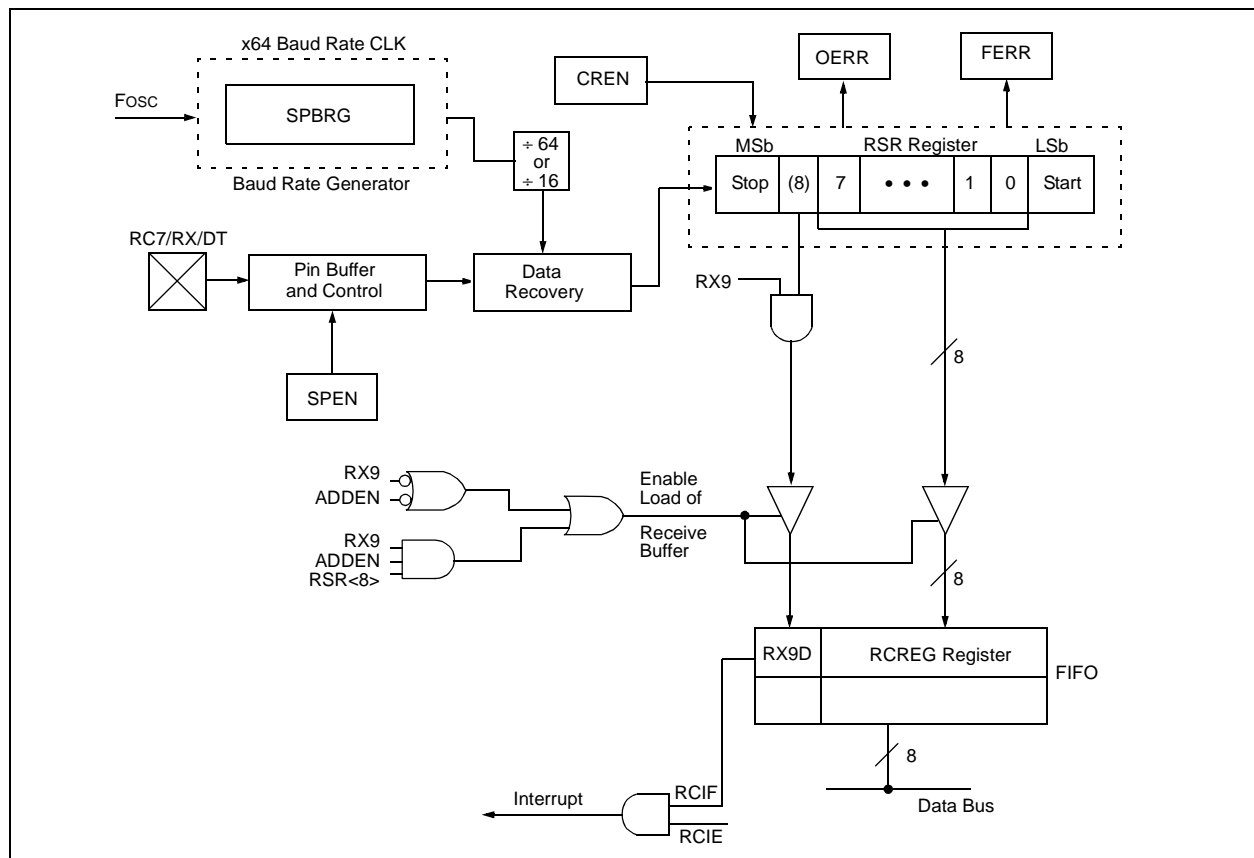 x64 Baud Rate CLK
FOSC
SPBRG
Baud Rate Generator
CREN
OERR
FERR
÷ 64
or
÷ 16
MSb
RSR Register
LSb
Stop
(8)
7
• • •
1
0
Start
RC7/RX/DT
Pin Buffer
and Control
Data
Recovery
SPEN
RX9
8
RX9
ADDEN
RX9
ADDEN
RSR<8>
Enable
Load of
Receive
Buffer
8
RX9D
RCREG Register
FIFO
8
Data Bus
Interrupt
RCIF
RCIE